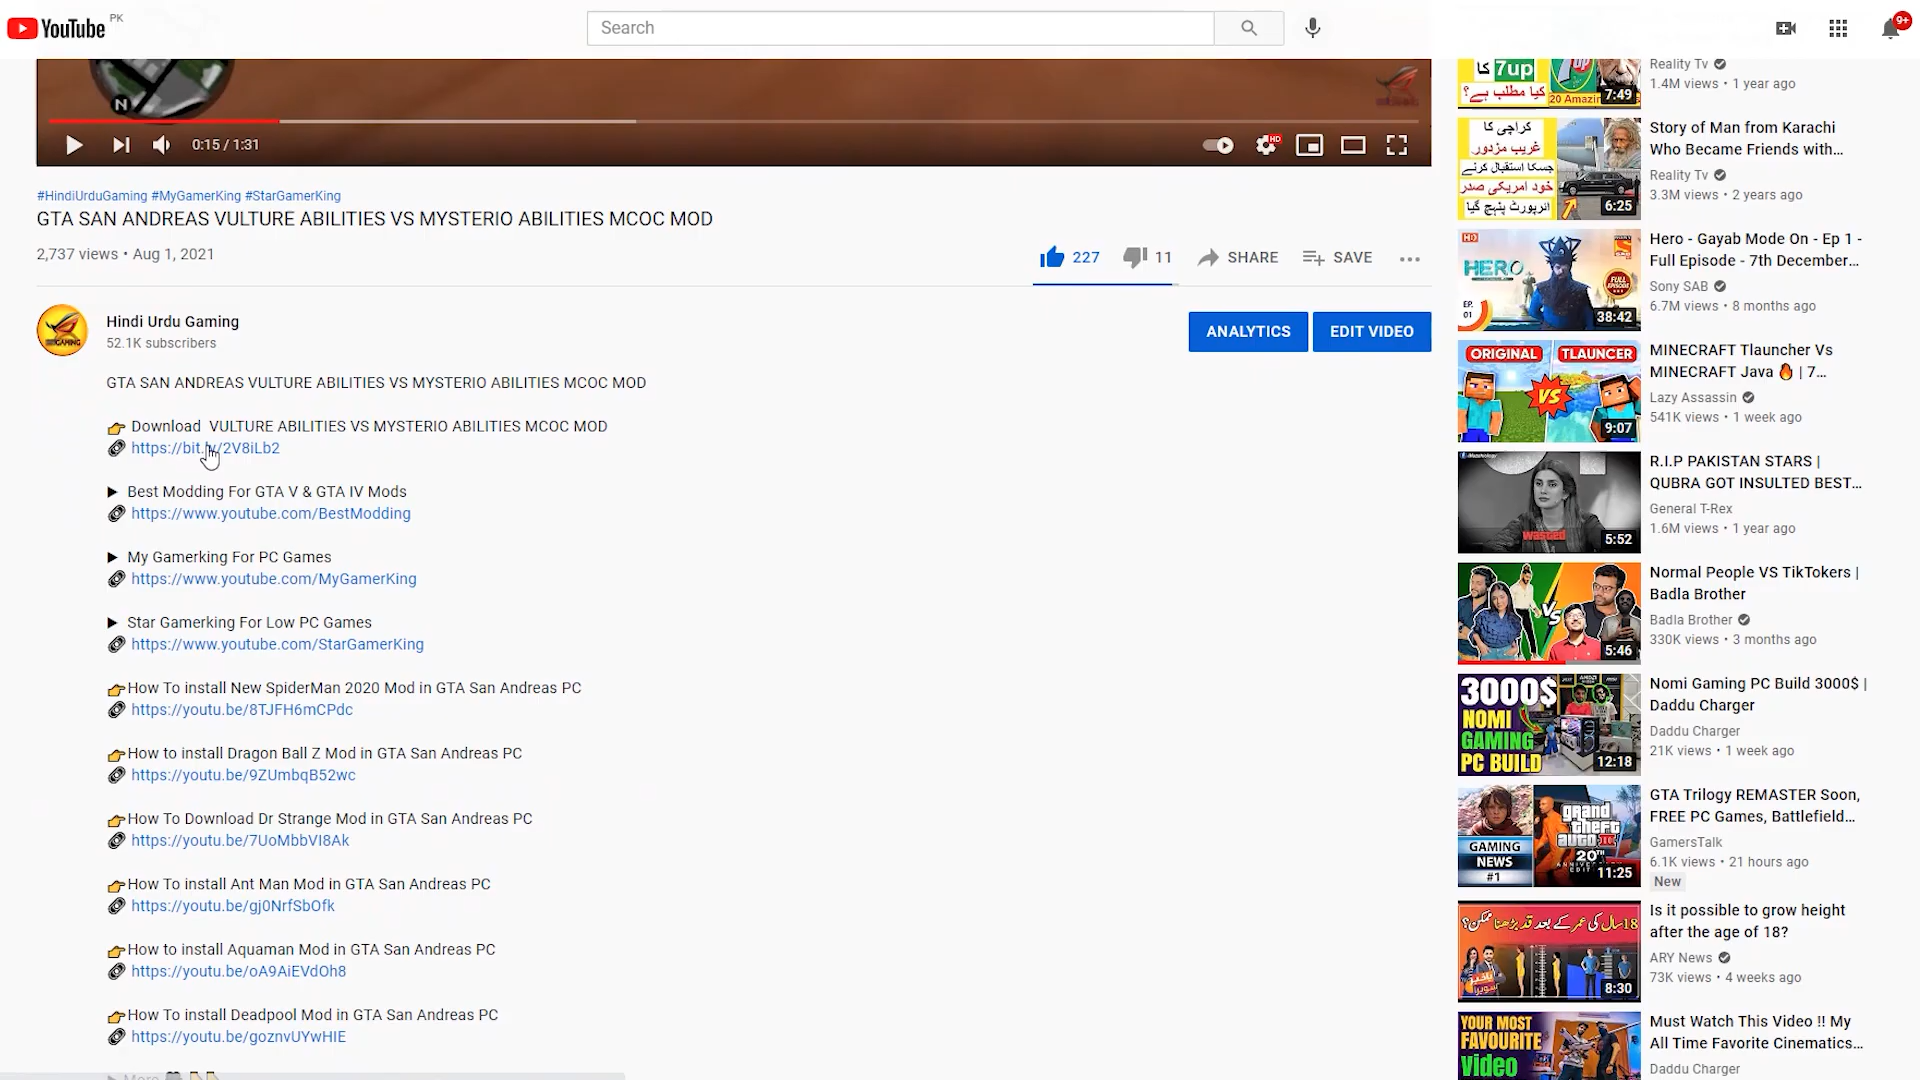 YouTube PK
Search
9+
N
0:15 / 1:31
HD
#HindiUrduGaming #MyGamerKing #StarGamerKing
GTA SAN ANDREAS VULTURE ABILITIES VS MYSTERIO ABILITIES MCOC MOD
2,737 views • Aug 1, 2021
227
11
SHARE
SAVE
Hindi Urdu Gaming
52.1K subscribers
ANALYTICS
EDIT VIDEO
GTA SAN ANDREAS VULTURE ABILITIES VS MYSTERIO ABILITIES MCOC MOD
👉 Download VULTURE ABILITIES VS MYSTERIO ABILITIES MCOC MOD
https://bit.ly/2V8iLb2
► Best Modding For GTA V & GTA IV Mods
https://www.youtube.com/BestModding
► My Gamerking For PC Games
https://www.youtube.com/MyGamerKing
► Star Gamerking For Low PC Games
https://www.youtube.com/StarGamerKing
👉How To install New SpiderMan 2020 Mod in GTA San Andreas PC
https://youtu.be/8TJFH6mCPdc
👉How to install Dragon Ball Z Mod in GTA San Andreas PC
https://youtu.be/9ZUmbqB52wc
👉How To Download Dr Strange Mod in GTA San Andreas PC
https://youtu.be/7UoMbbVI8Ak
👉How To install Ant Man Mod in GTA San Andreas PC
https://youtu.be/gj0NrfSbOfk
👉How to install Aquaman Mod in GTA San Andreas PC
https://youtu.be/oA9AiEVdOh8
👉How To install Deadpool Mod in GTA San Andreas PC
https://youtu.be/goznvUYwHIE
7up کا
کیا مطلب ہے؟
20 Amazin
7:49
Reality Tv
1.4M views • 1 year ago
کراچی کا
غریب مزدور
جسکا استقبال کرنے
خود امریکی صدر
ائرپورٹ پہنچ گیا
6:25
Story of Man from Karachi
Who Became Friends with...
Reality Tv
3.3M views • 2 years ago
HD
HERO
EP.
01
FULL
EPISODE
38:42
Hero - Gayab Mode On - Ep 1 -
Full Episode - 7th December...
Sony SAB
6.7M views • 8 months ago
ORIGINAL
TLAUNCER
VS
9:07
MINECRAFT Tlauncher Vs
MINECRAFT Java 🔥 | 7...
Lazy Assassin
541K views • 1 week ago
wasted
5:52
R.I.P PAKISTAN STARS |
QUBRA GOT INSULTED BEST...
General T-Rex
1.6M views • 1 year ago
VS
5:46
Normal People VS TikTokers |
Badla Brother
Badla Brother
330K views • 3 months ago
3000$
NOMI
GAMING
PC BUILD
12:18
Nomi Gaming PC Build 3000$ |
Daddu Charger
Daddu Charger
21K views • 1 week ago
GAMING
NEWS
#1
grand
theft
auto III
20TH
11:25
GTA Trilogy REMASTER Soon,
FREE PC Games, Battlefield...
GamersTalk
6.1K views • 21 hours ago
New
18سال کی عمر کے بعد قد بڑھنا ممکن؟
8:30
Is it possible to grow height
after the age of 18?
ARY News
73K views • 4 weeks ago
YOUR MOST
FAVOURITE
Video
Must Watch This Video !! My
All Time Favorite Cinematics...
Daddu Charger